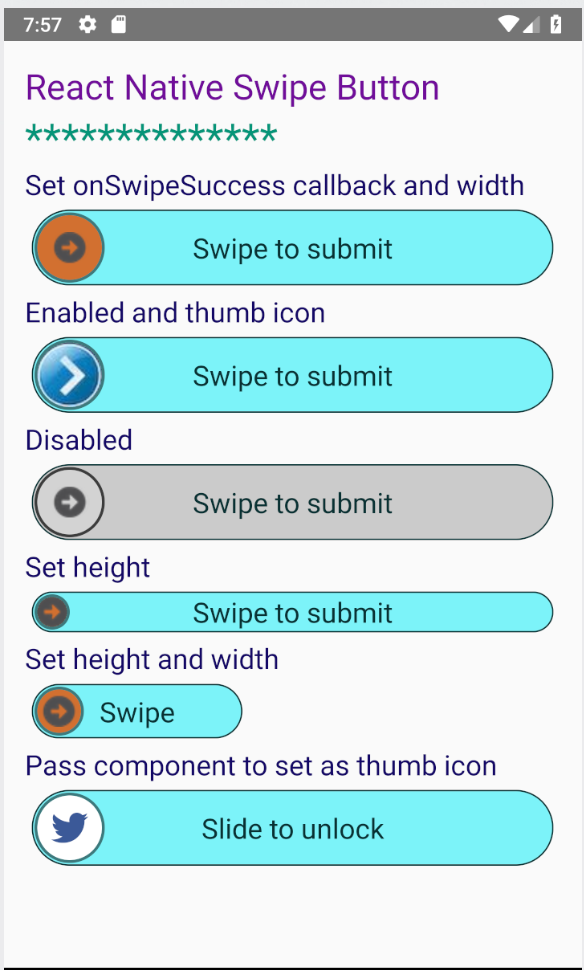 7:57
React Native Swipe Button
**************
Set onSwipeSuccess callback and width
Swipe to submit
Enabled and thumb icon
Swipe to submit
Disabled
Swipe to submit
Set height
Swipe to submit
Set height and width
Swipe
Pass component to set as thumb icon
Slide to unlock